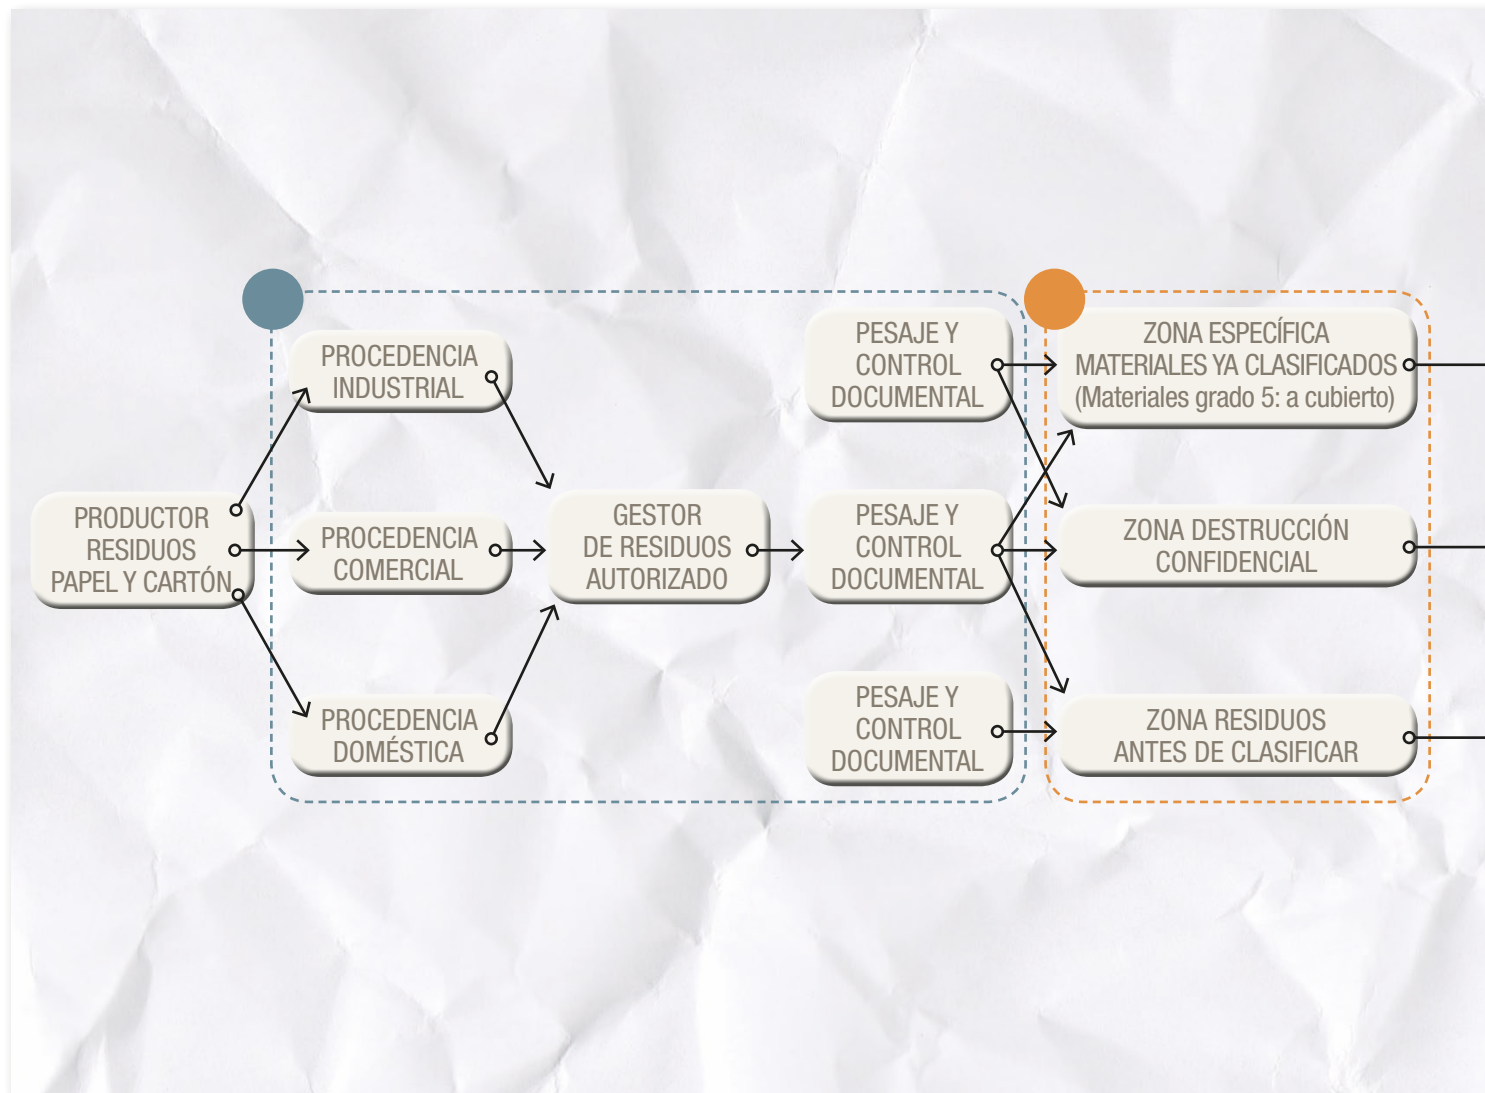 PRODUCTOR
RESIDUOS
PAPEL Y CARTÓN
PROCEDENCIA
INDUSTRIAL
PROCEDENCIA
COMERCIAL
PROCEDENCIA
DOMÉSTICA
GESTOR
DE RESIDUOS
AUTORIZADO
PESAJE Y
CONTROL
DOCUMENTAL
PESAJE Y
CONTROL
DOCUMENTAL
PESAJE Y
CONTROL
DOCUMENTAL
ZONA ESPECÍFICA
MATERIALES YA CLASIFICADOS
(Materiales grado 5: a cubierto)
ZONA DESTRUCCIÓN
CONFIDENCIAL
ZONA RESIDUOS
ANTES DE CLASIFICAR